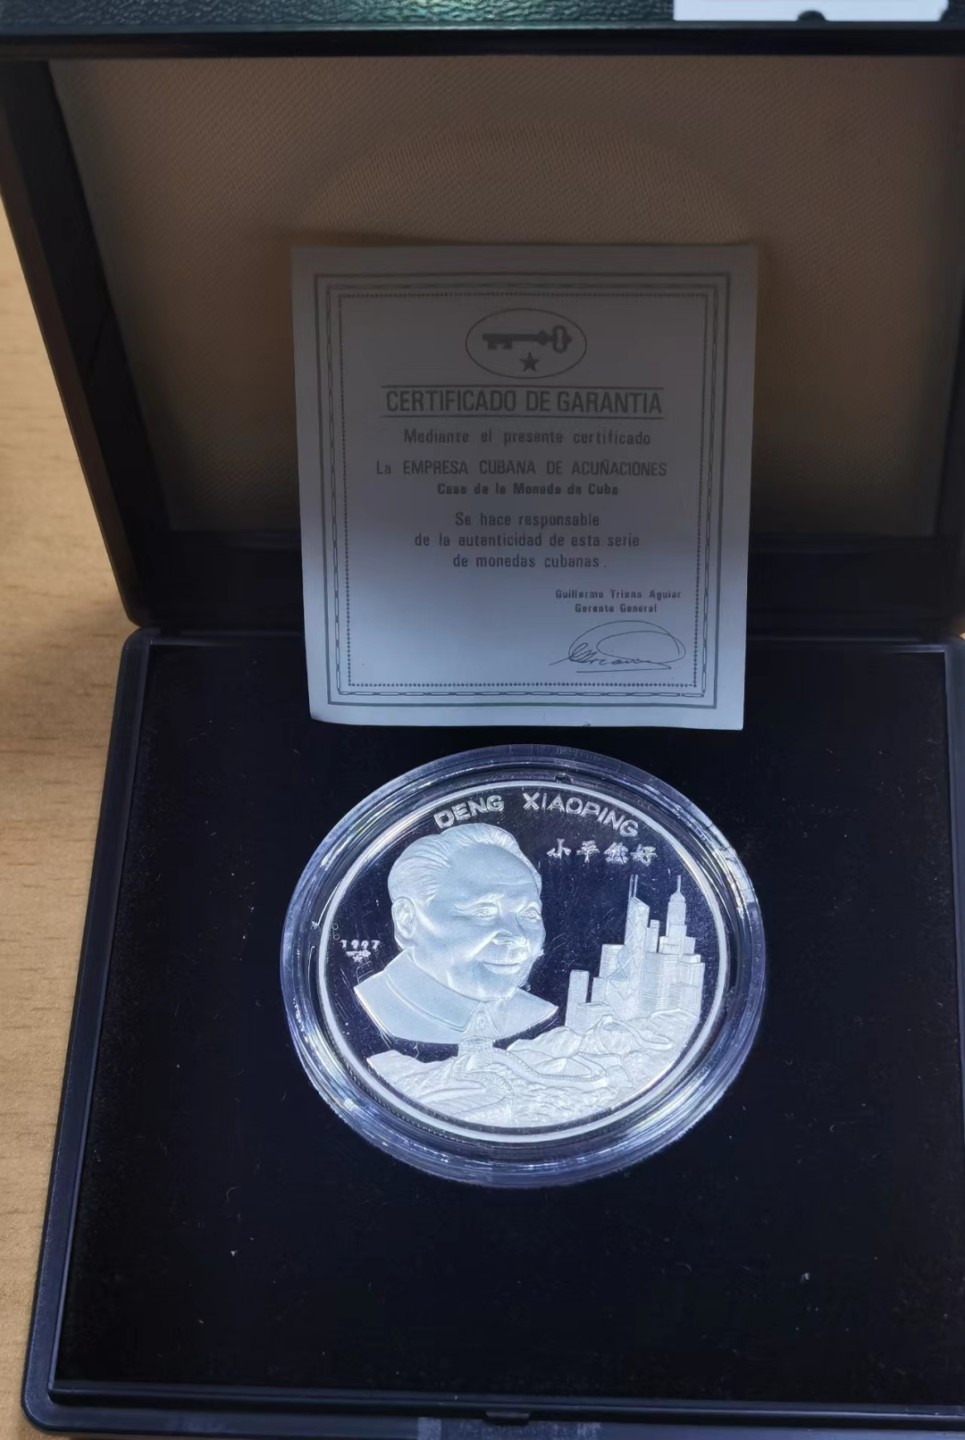 CERTIFICADO DE GARANTIA
Mediante el presente certificado
La EMPRESA CUBANA DE ACUÑACIONES
Casa de la Moneda de Cuba
Se hace responsable
de la autenticidad de esta serie
de monedas cubanas.
Guillermo Triana Aguiar
Gerente General
DENG XIAOPING
小平您好
1997